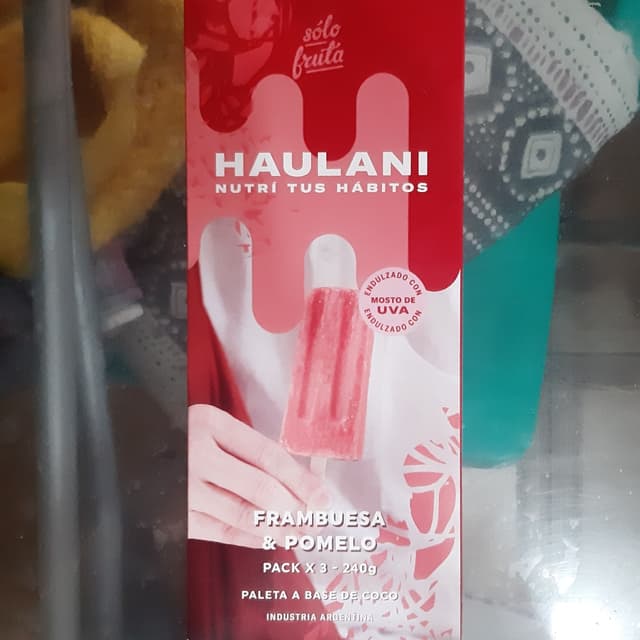 sólo
fruta
HAULANI
NUTRÍ TUS HÁBITOS
ENDULZADO CON
MOSTO DE
UVA
ENDULZADO CON
FRAMBUESA
& POMELO
PACK X 3 - 240g
PALETA A BASE DE COCO
INDUSTRIA ARGENTINA